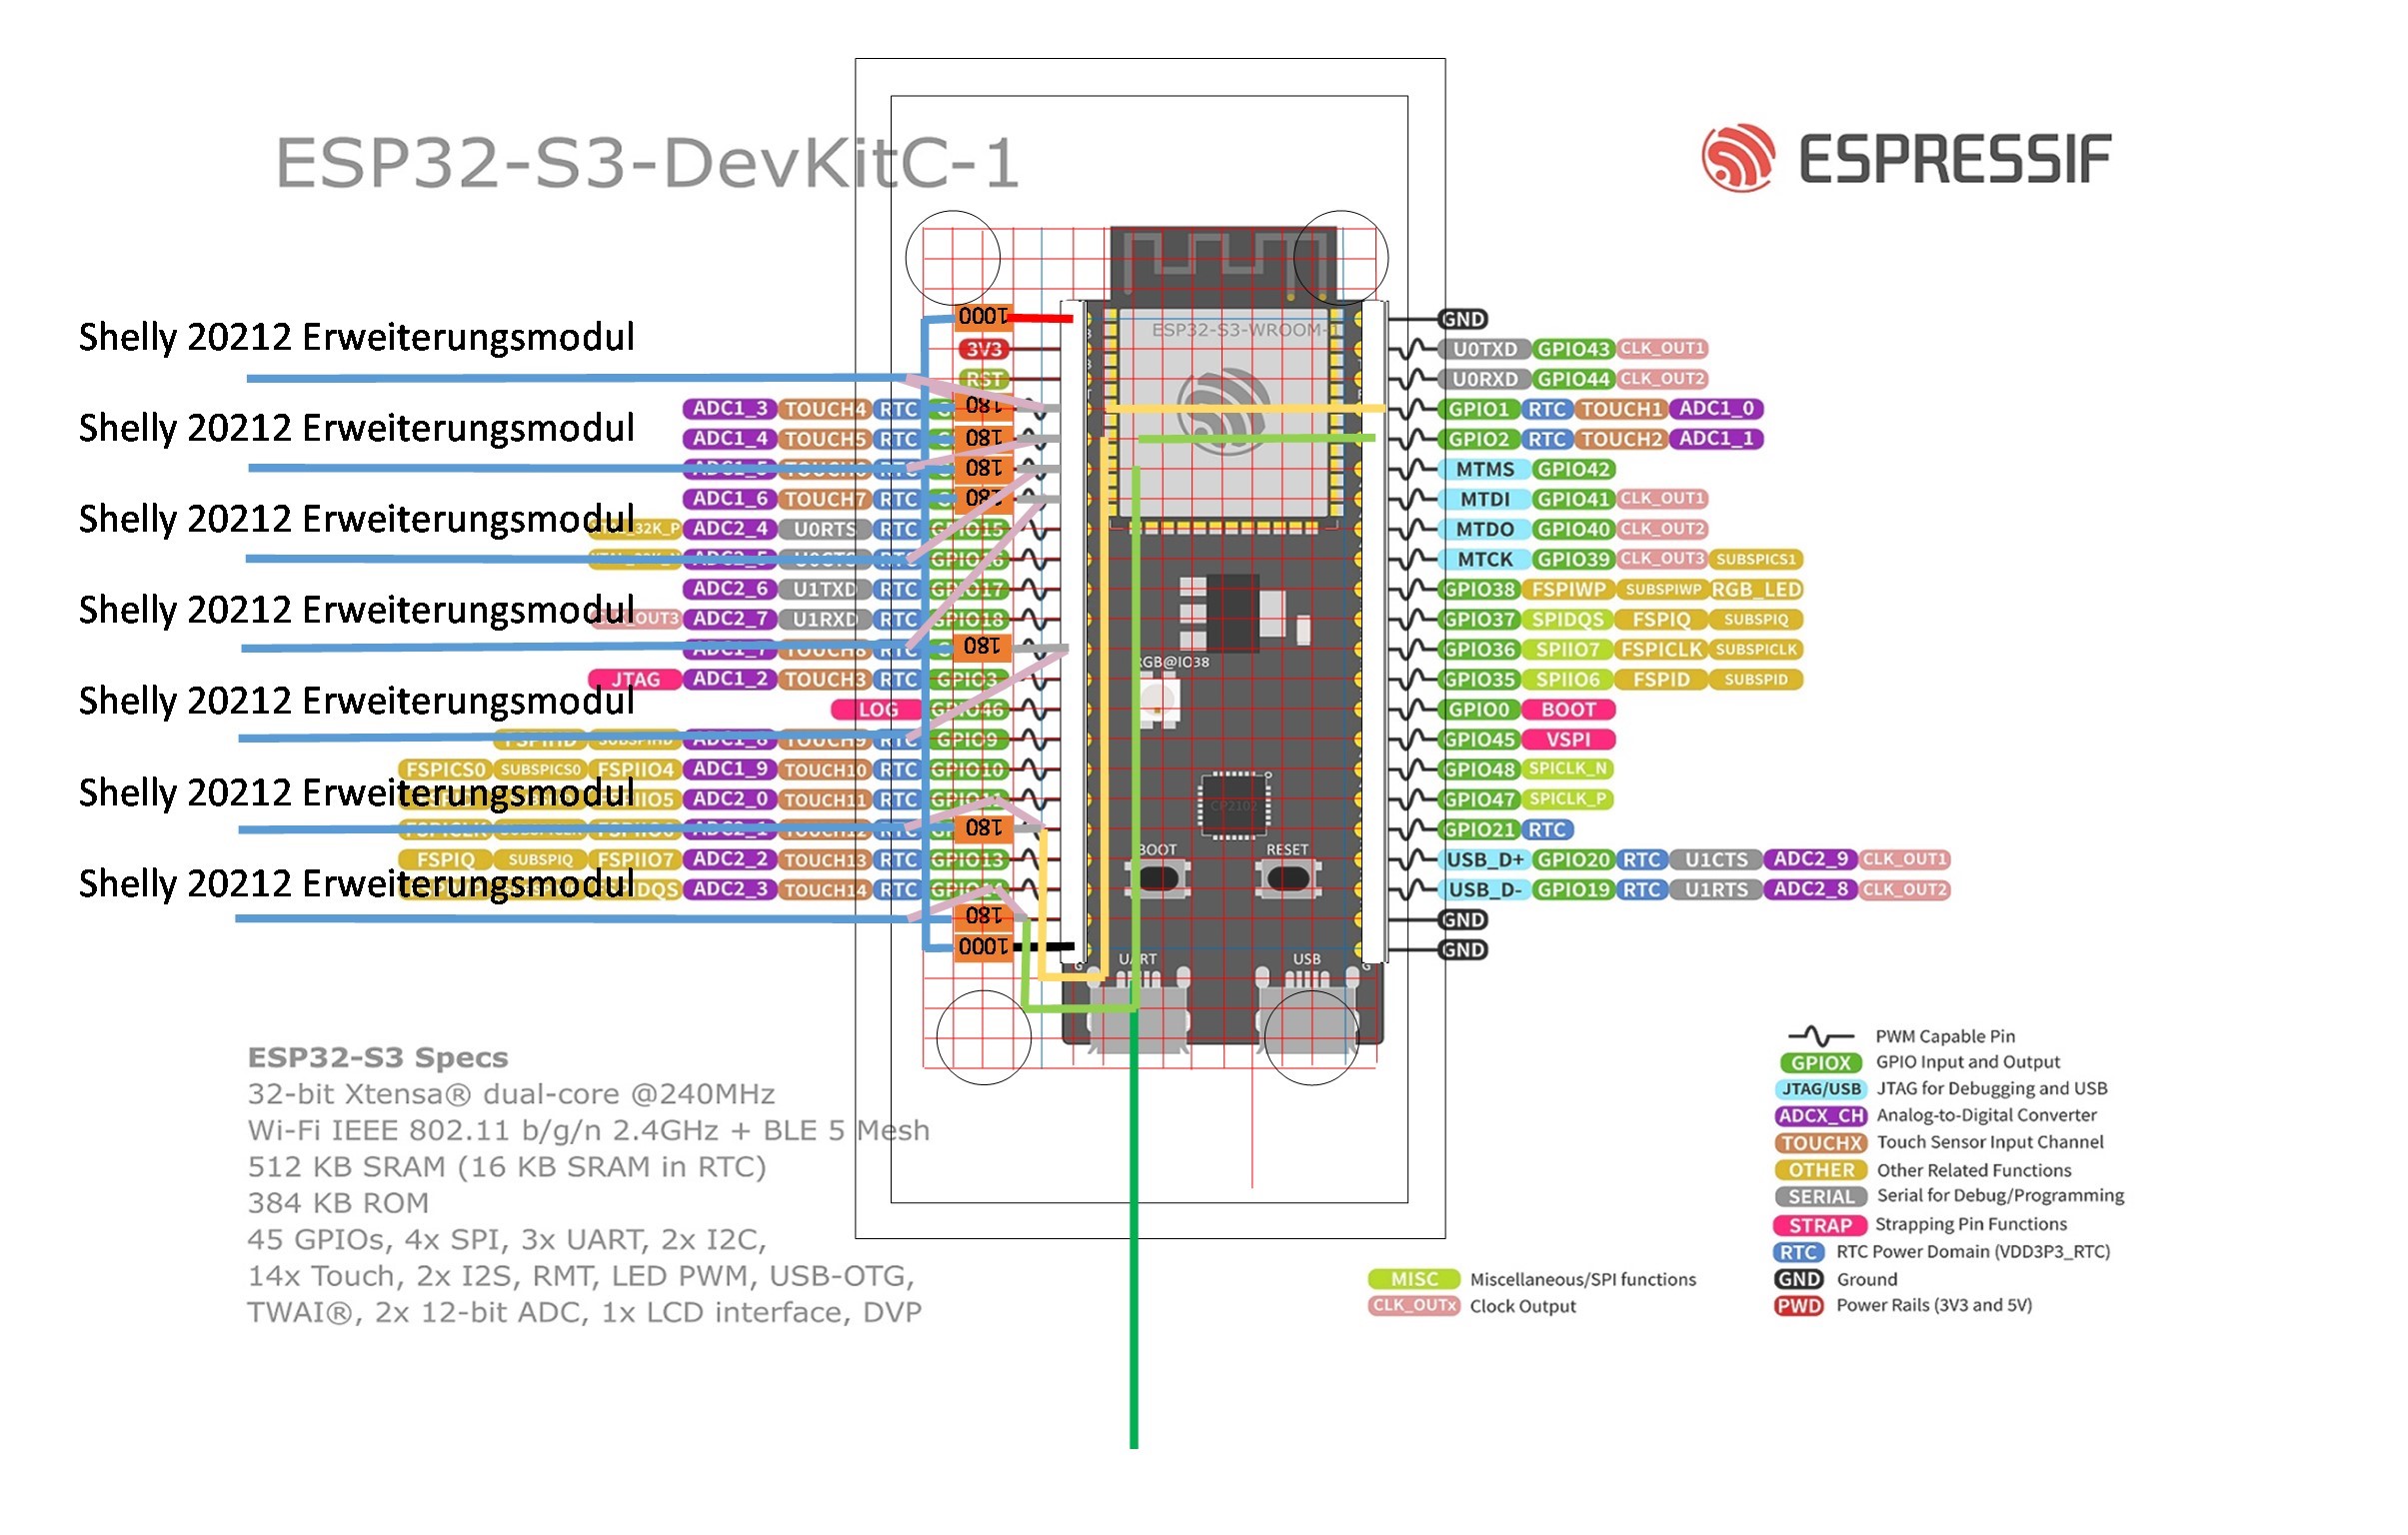 ESP32-S3-DevKitC-1
ESPRESSIF
1000
ESP32-S3-WROOM-1
GND
Shelly 20212 Erweiterungsmodul
3V3
U0TXD GPIO43 CLK_OUT1
RST
U0RXD GPIO44 CLK_OUT2
ADC1_3 TOUCH4 RTC 180
GPIO1 RTC TOUCH1 ADC1_0
Shelly 20212 Erweiterungsmodul
ADC1_4 TOUCH5 RTC 180
GPIO2 RTC TOUCH2 ADC1_1
180
MTMS GPIO42
ADC1_6 TOUCH7 RTC 180
MTDI GPIO41 CLK_OUT1
Shelly 20212 Erweiterungsmodul
32K_P ADC2_4 U0RTS RTC GPIO15
MTDO GPIO40 CLK_OUT2
MTCK GPIO39 CLK_OUT3 SUBSPICS1
ADC2_6 U1TXD RTC GPIO17
GPIO38 FSPIWP SUBSPIWP RGB_LED
Shelly 20212 Erweiterungsmodul
OUT3 ADC2_7 U1RXD RTC GPIO18
GPIO37 SPIDQS FSPIQ SUBSPIQ
180
GPIO36 SPIIO7 FSPICLK SUBSPICLK
RGB@IO38
JTAG ADC1_2 TOUCH3 RTC GPIO3
GPIO35 SPIIO6 FSPID SUBSPID
Shelly 20212 Erweiterungsmodul
LOG GPIO46
GPIO0 BOOT
FSPIHD SUBSPIHD ADC1_8 TOUCH9 RTC GPIO9
GPIO45 VSPI
FSPICS0 SUBSPICS0 FSPIIO4 ADC1_9 TOUCH10 RTC GPIO10
GPIO48 SPICLK_N
Shelly 20212 Erweiterungsmodul
ADC2_0 TOUCH11 RTC GPIO11
CP2102
GPIO47 SPICLK_P
FSPICLK SUBSPICLK FSPIIO6 ADC2_1 TOUCH12 RTC 180
GPIO21 RTC
BOOT RESET
FSPIQ SUBSPIQ FSPIIO7 ADC2_2 TOUCH13 RTC GPIO13
USB_D+ GPIO20 RTC U1CTS ADC2_9 CLK_OUT1
Shelly 20212 Erweiterungsmodul
ADC2_3 TOUCH14 RTC
USB_D- GPIO19 RTC U1RTS ADC2_8 CLK_OUT2
180
GND
1000
GND
G UART USB G
ESP32-S3 Specs
32-bit Xtensa® dual-core @240MHz
Wi-Fi IEEE 802.11 b/g/n 2.4GHz + BLE 5 Mesh
512 KB SRAM (16 KB SRAM in RTC)
384 KB ROM
45 GPIOs, 4x SPI, 3x UART, 2x I2C,
14x Touch, 2x I2S, RMT, LED PWM, USB-OTG,
TWAI®, 2x 12-bit ADC, 1x LCD interface, DVP
PWM Capable Pin
GPIOX GPIO Input and Output
JTAG/USB JTAG for Debugging and USB
ADCX_CH Analog-to-Digital Converter
TOUCHX Touch Sensor Input Channel
OTHER Other Related Functions
SERIAL Serial for Debug/Programming
STRAP Strapping Pin Functions
RTC RTC Power Domain (VDD3P3_RTC)
GND Ground
PWD Power Rails (3V3 and 5V)
MISC Miscellaneous/SPI functions
CLK_OUTx Clock Output